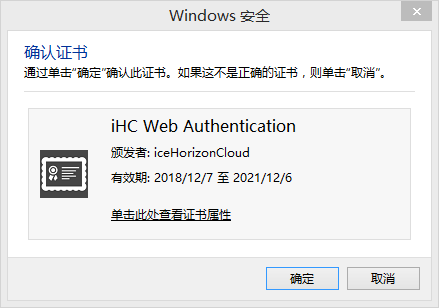 Windows 安全
确认证书
通过单击“确定”确认此证书。如果这不是正确的证书，则单击“取消”。
iHC Web Authentication
颁发者: iceHorizonCloud
有效期: 2018/12/7 至 2021/12/6
单击此处查看证书属性
确定
取消